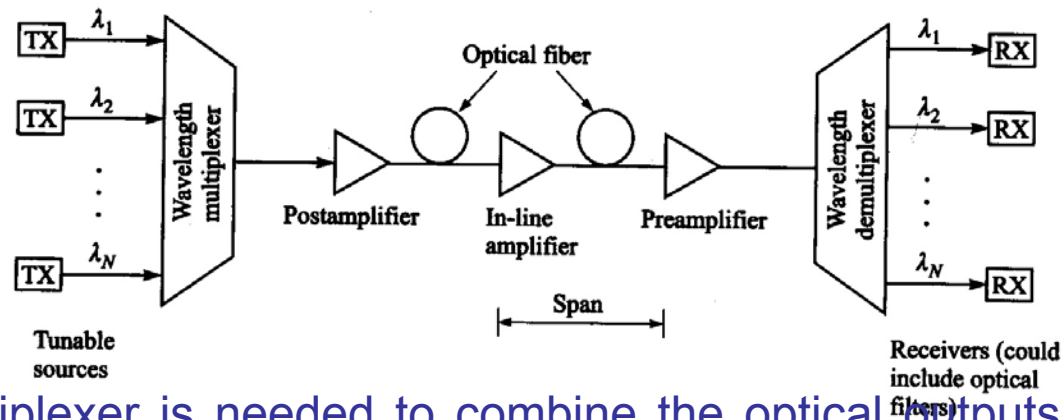 TX
λ1
TX
λ2
TX
λN
Tunable
sources
Wavelength
multiplexer
Postamplifier
Optical fiber
In-line
amplifier
Preamplifier
Span
Wavelength
demultiplexer
λ1
RX
λ2
RX
λN
RX
Receivers (could
include optical
filters)
iplexer is needed to combine the optical outputs